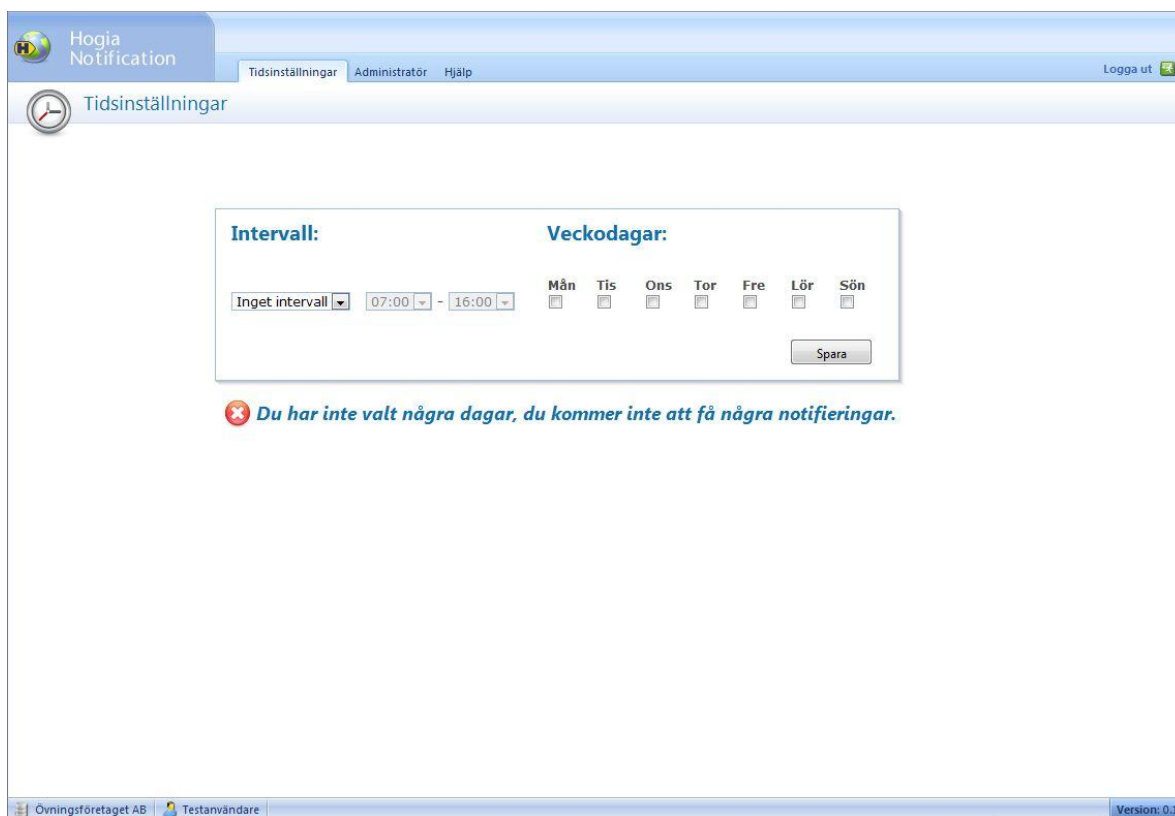 Hogia
Notification
Tidsinställningar Administratör Hjälp
Logga ut
Tidsinställningar
Intervall: Veckodagar:
Mån Tis Ons Tor Fre Lör Sön
Inget intervall 07:00 - 16:00
Spara
Du har inte valt några dagar, du kommer inte att få några notifieringar.
Övningsföretaget AB Testanvändare
Version: 0.